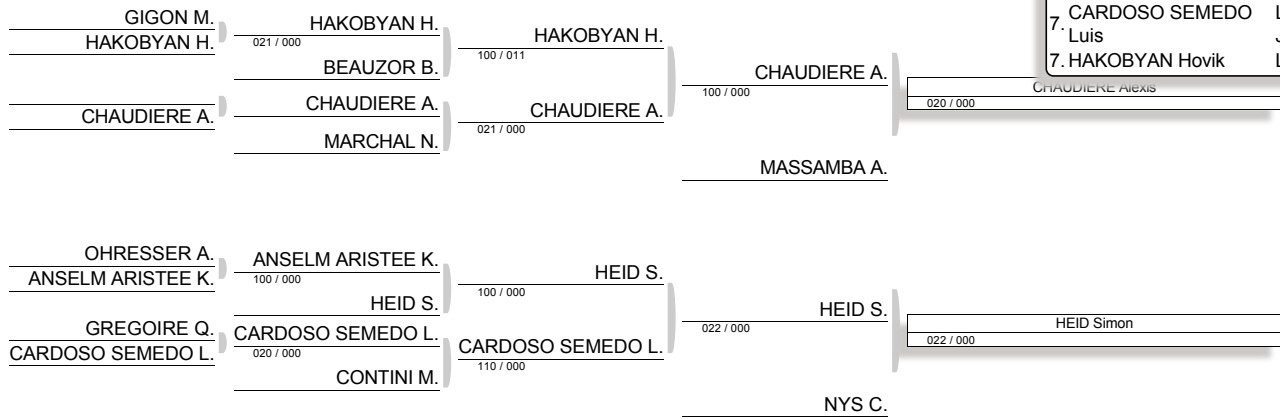 GIGON M.
HAKOBYAN H.
HAKOBYAN H.
021 / 000
BEAUZOR B.
HAKOBYAN H.
100 / 011
CHAUDIERE A.
CHAUDIERE A.
MARCHAL N.
CHAUDIERE A.
021 / 000
CHAUDIERE A.
100 / 000
MASSAMBA A.
CHAUDIERE Alexis
020 / 000
7. CARDOSO SEMEDO L
Luis J
7. HAKOBYAN Hovik L
OHRESSER A.
ANSELM ARISTEE K.
ANSELM ARISTEE K.
100 / 000
HEID S.
HEID S.
100 / 000
GREGOIRE Q.
CARDOSO SEMEDO L.
CARDOSO SEMEDO L.
020 / 000
CONTINI M.
CARDOSO SEMEDO L.
110 / 000
HEID S.
022 / 000
NYS C.
HEID Simon
022 / 000